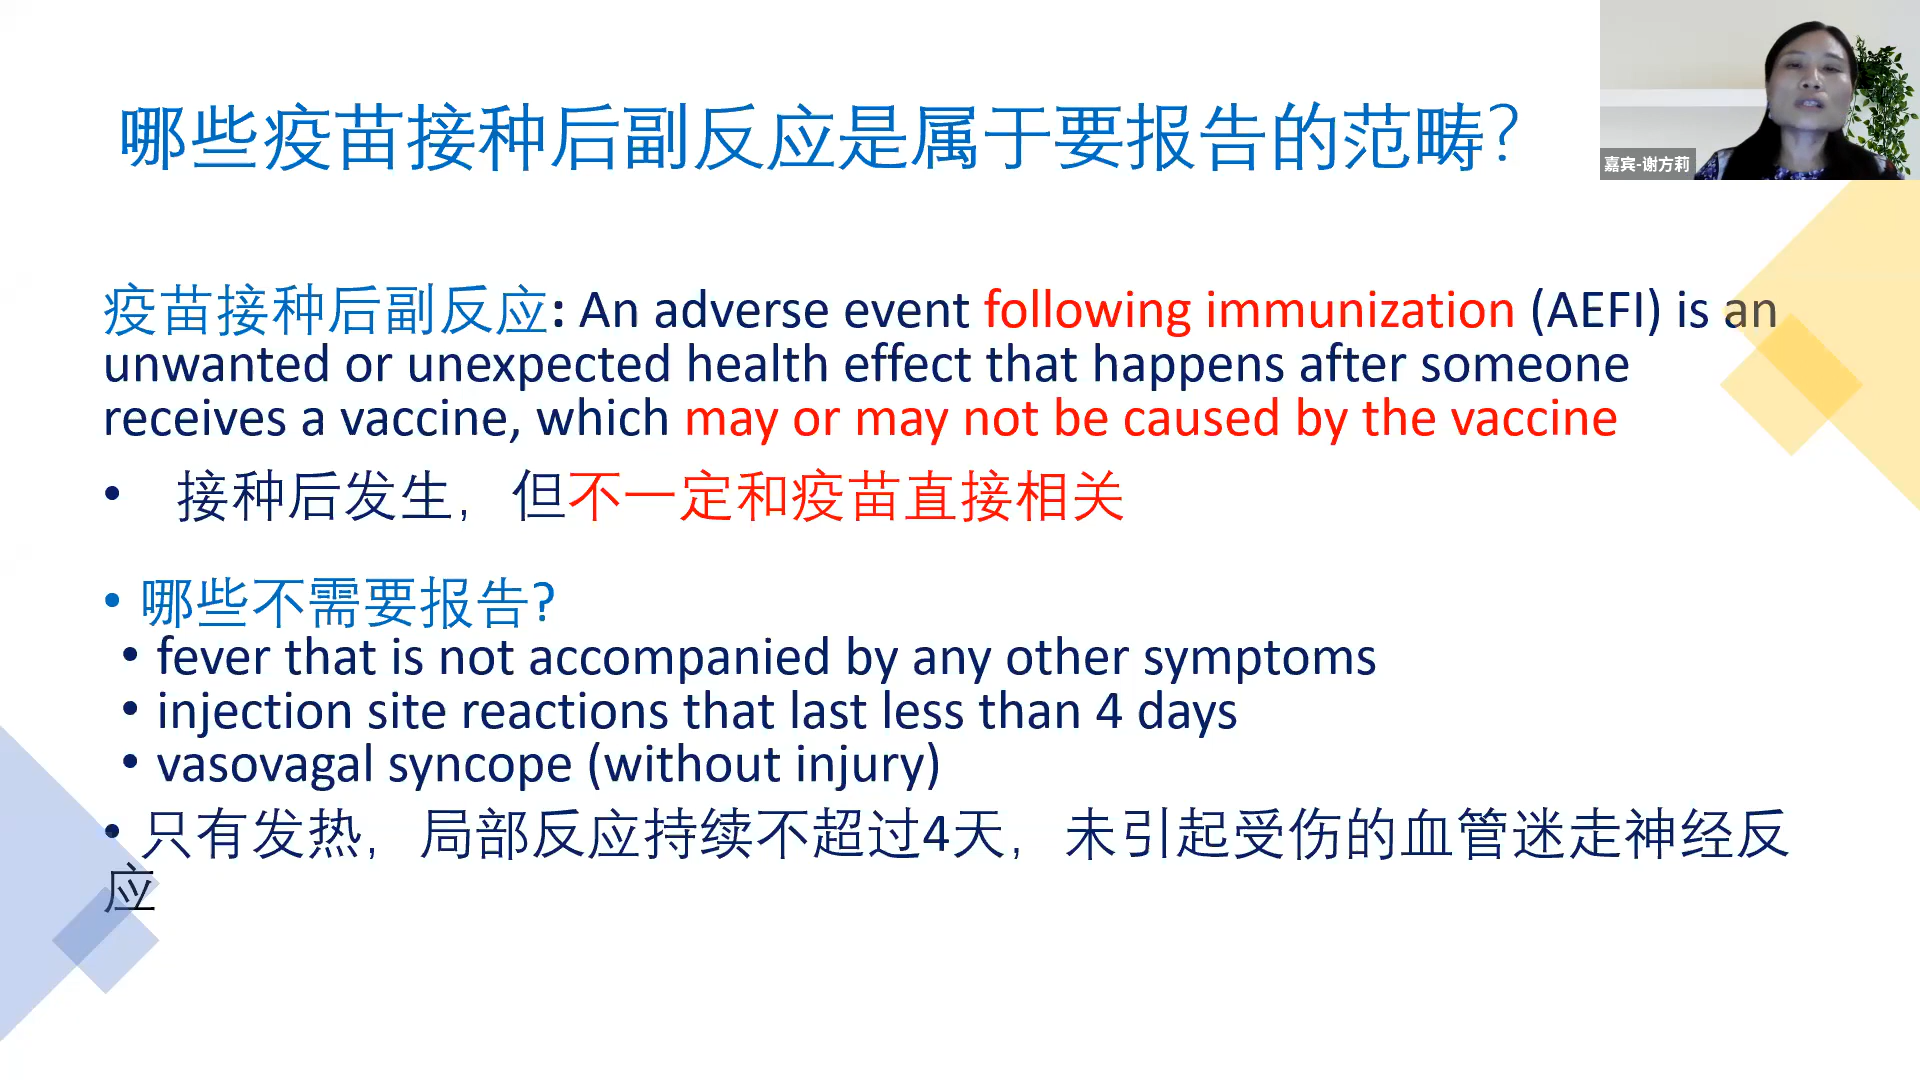 哪些疫苗接种后副反应是属于要报告的范畴?
嘉宾-谢方莉
疫苗接种后副反应: An adverse event following immunization (AEFI) is an
unwanted or unexpected health effect that happens after someone
receives a vaccine, which may or may not be caused by the vaccine
• 接种后发生，但不一定和疫苗直接相关
• 哪些不需要报告?
• fever that is not accompanied by any other symptoms
• injection site reactions that last less than 4 days
• vasovagal syncope (without injury)
• 只有发热，局部反应持续不超过4天，未引起受伤的血管迷走神经反
应